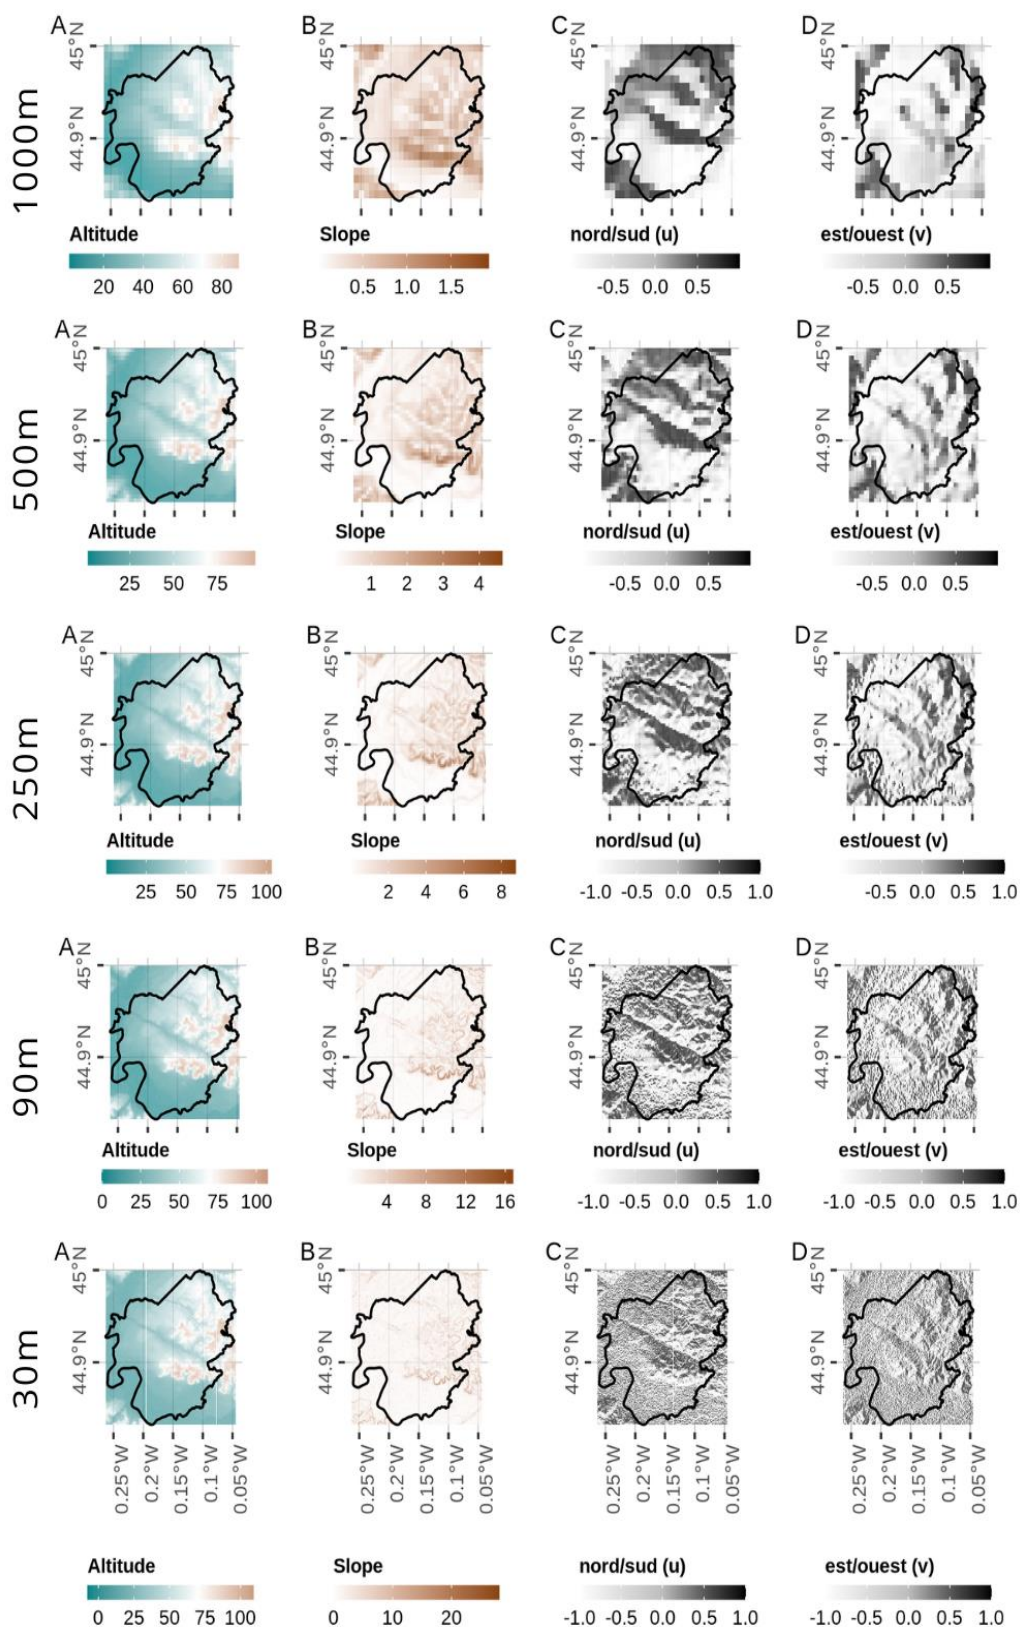 1000m
A B C D
45°N 45°N 45°N 45°N
44.9°N 44.9°N 44.9°N 44.9°N
Altitude Slope nord/sud (u) est/ouest (v)
20 40 60 80 0.5 1.0 1.5 -0.5 0.0 0.5 -0.5 0.0 0.5
500m
A B C D
45°N 45°N 45°N 45°N
44.9°N 44.9°N 44.9°N 44.9°N
Altitude Slope nord/sud (u) est/ouest (v)
25 50 75 1 2 3 4 -0.5 0.0 0.5 -0.5 0.0 0.5
250m
A B C D
45°N 45°N 45°N 45°N
44.9°N 44.9°N 44.9°N 44.9°N
Altitude Slope nord/sud (u) est/ouest (v)
25 50 75 100 2 4 6 8 -1.0 -0.5 0.0 0.5 1.0 -0.5 0.0 0.5 1.0
90m
A B C D
45°N 45°N 45°N 45°N
44.9°N 44.9°N 44.9°N 44.9°N
Altitude Slope nord/sud (u) est/ouest (v)
0 25 50 75 100 4 8 12 16 -1.0 -0.5 0.0 0.5 1.0 -1.0 -0.5 0.0 0.5 1.0
30m
A B C D
45°N 45°N 45°N 45°N
44.9°N 44.9°N 44.9°N 44.9°N
0.25°W 0.2°W 0.15°W 0.1°W 0.05°W 0.25°W 0.2°W 0.15°W 0.1°W 0.05°W 0.25°W 0.2°W 0.15°W 0.1°W 0.05°W 0.25°W 0.2°W 0.15°W 0.1°W 0.05°W
Altitude Slope nord/sud (u) est/ouest (v)
0 25 50 75 100 0 10 20 -1.0 -0.5 0.0 0.5 1.0 -1.0 -0.5 0.0 0.5 1.0